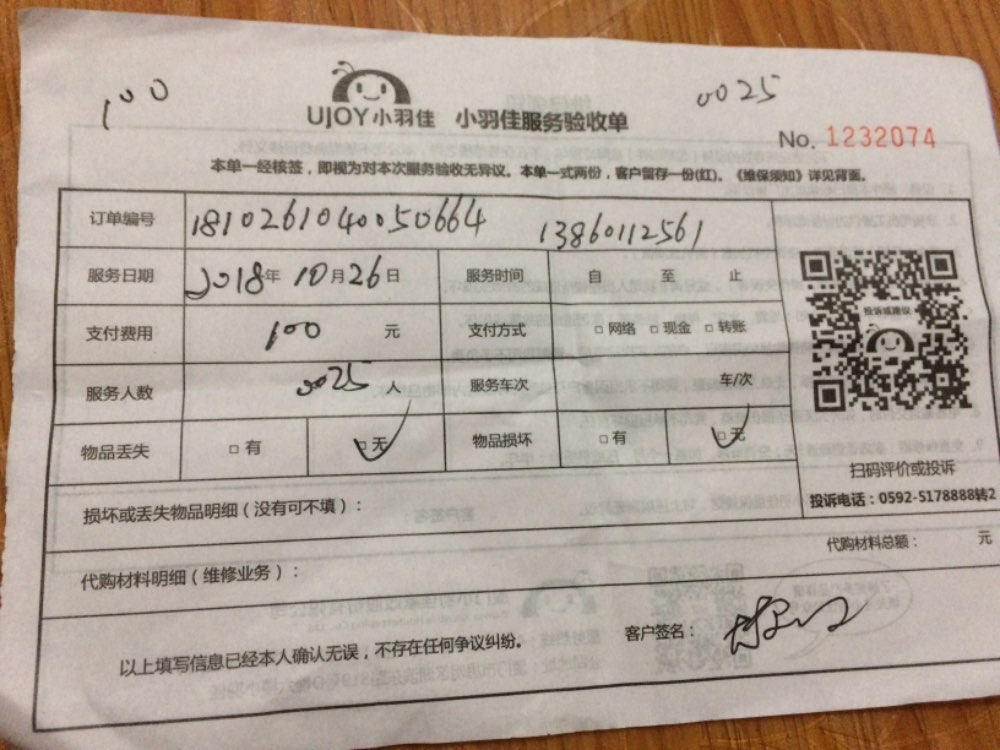 100
0025
UJOY小羽佳 小羽佳服务验收单
No. 1232074
本单一经核签，即视为对本次服务验收无异议。本单一式两份，客户留存一份(红)、《维保须知》详见背面。
订单编号 18102610400050664 13860112561
服务日期 2018年 10月26日 服务时间 自 至 止
支付费用 100 元 支付方式 □网络 □现金 □转账
服务人数 0025 人 服务车次 车/次
物品丢失 □有 □无 物品损坏 □有 □无
投诉或建议
扫码评价或投诉
投诉电话：0592-5178888转2
损坏或丢失物品明细（没有可不填）：
代购材料总额： 元
代购材料明细（维修业务）：
以上填写信息已经本人确认无误，不存在任何争议纠纷。
客户签名：